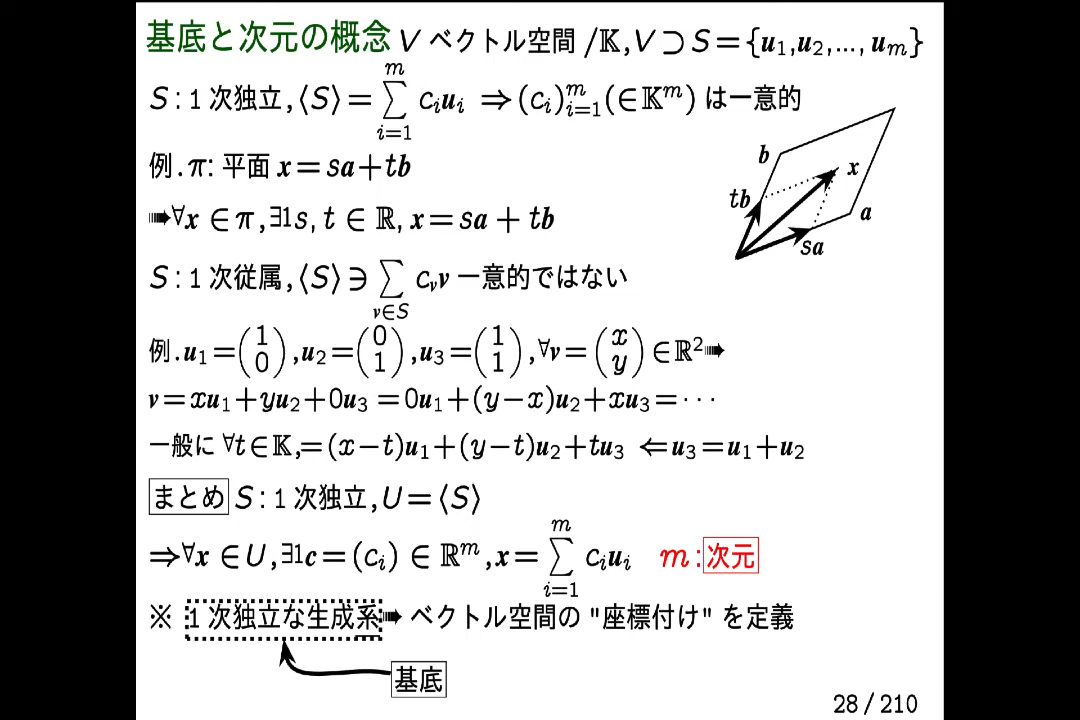 基底と次元の概念 V ベクトル空間 /𝕂, V⊃S={u₁,u₂,…, uₘ}
S : 1 次独立, ⟨S⟩= ∑_{i=1}^{m} cᵢuᵢ ⇒(cᵢ)_{i=1}^{m}(∈𝕂ᵐ) は一意的
例. π: 平面 x=sa+tb
➠∀x ∈ π, ∃1s, t ∈ ℝ, x=sa + tb
b
x
tb
a
sa
S : 1 次従属, ⟨S⟩∋ ∑_{v∈S} c_v v 一意的ではない
例. u₁=(1 0), u₂=(0 1), u₃=(1 1), ∀v=(x y)∈ℝ²➠
v=xu₁+yu₂+0u₃ =0u₁+(y−x)u₂+xu₃=⋯
一般に ∀t∈𝕂,=(x−t)u₁+(y−t)u₂+tu₃ ⇐u₃=u₁+u₂
まとめ S : 1 次独立, U=⟨S⟩
⇒∀x ∈U, ∃1c=(cᵢ) ∈ ℝᵐ, x= ∑_{i=1}^{m} cᵢuᵢ m : 次元
※ 1 次独立な生成系➠ ベクトル空間の "座標付け" を定義
基底
28 / 210